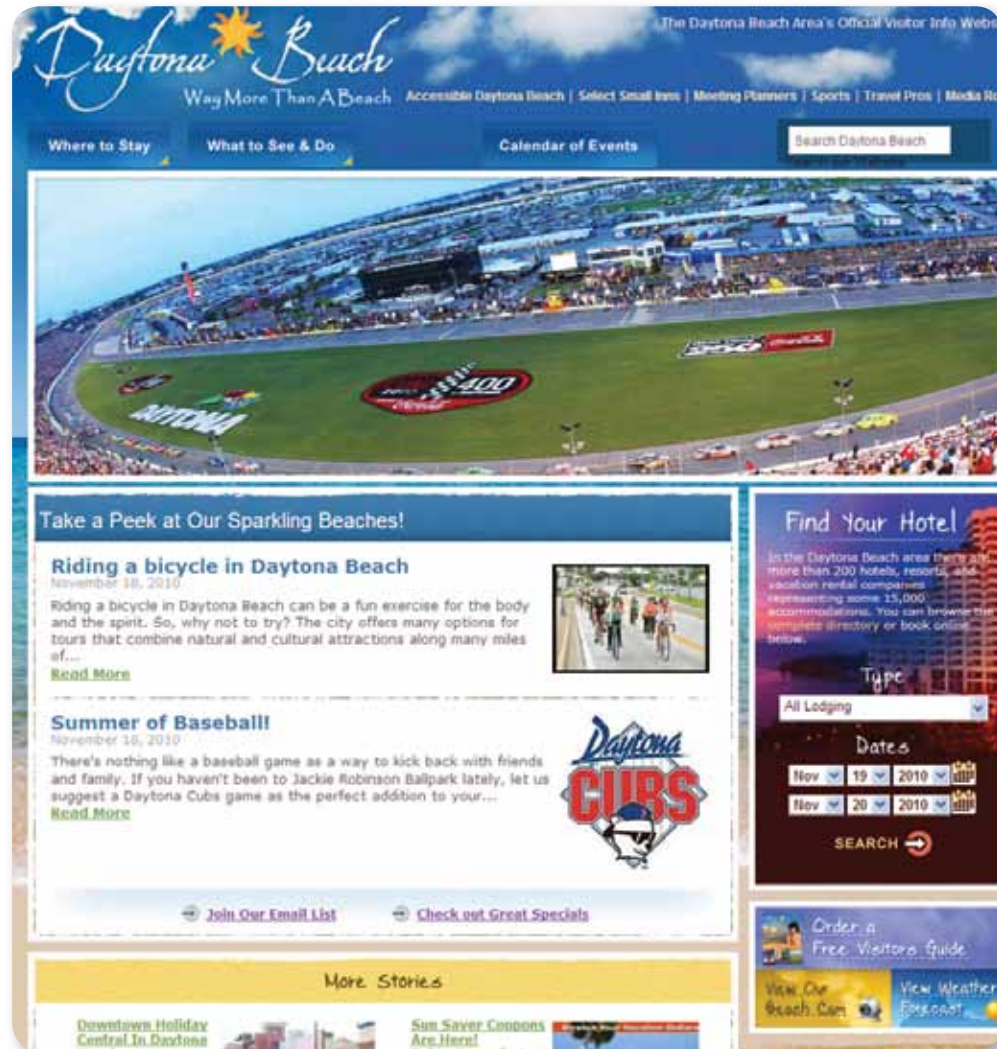 The Daytona Beach Area's Official Visitor Info Webs
Daytona Beach
Way More Than A Beach
Accessible Daytona Beach | Select Small Inns | Meeting Planners | Sports | Travel Pros | Media Ro
Where to Stay
What to See & Do
Calendar of Events
Search Daytona Beach
400
DAYTONA
Take a Peek at Our Sparkling Beaches!
Riding a bicycle in Daytona Beach
November 18, 2010
Riding a bicycle in Daytona Beach can be a fun exercise for the body
and the spirit. So, why not to try? The city offers many options for
tours that combine natural and cultural attractions along many miles
of...
Read More
Summer of Baseball!
November 18, 2010
There's nothing like a baseball game as a way to kick back with friends
and family. If you haven't been to Jackie Robinson Ballpark lately, let us
suggest a Daytona Cubs game as the perfect addition to your...
Read More
Daytona
CUBS
Join Our Email List
Check out Great Specials
More Stories
Downtown Holiday
Central In Daytona
Sun Saver Coupons
Are Here!
Find Your Hotel
In the Daytona Beach area there are
more than 200 hotels, resorts, and
vacation rental companies
representing some 15,000
accommodations. You can browse the
complete directory or book online
below.
Type
All Lodging
Dates
Nov 19 2010
Nov 20 2010
SEARCH
Order a
Free Visitors Guide
View Our
Beach Cam
View Weather
Forecast